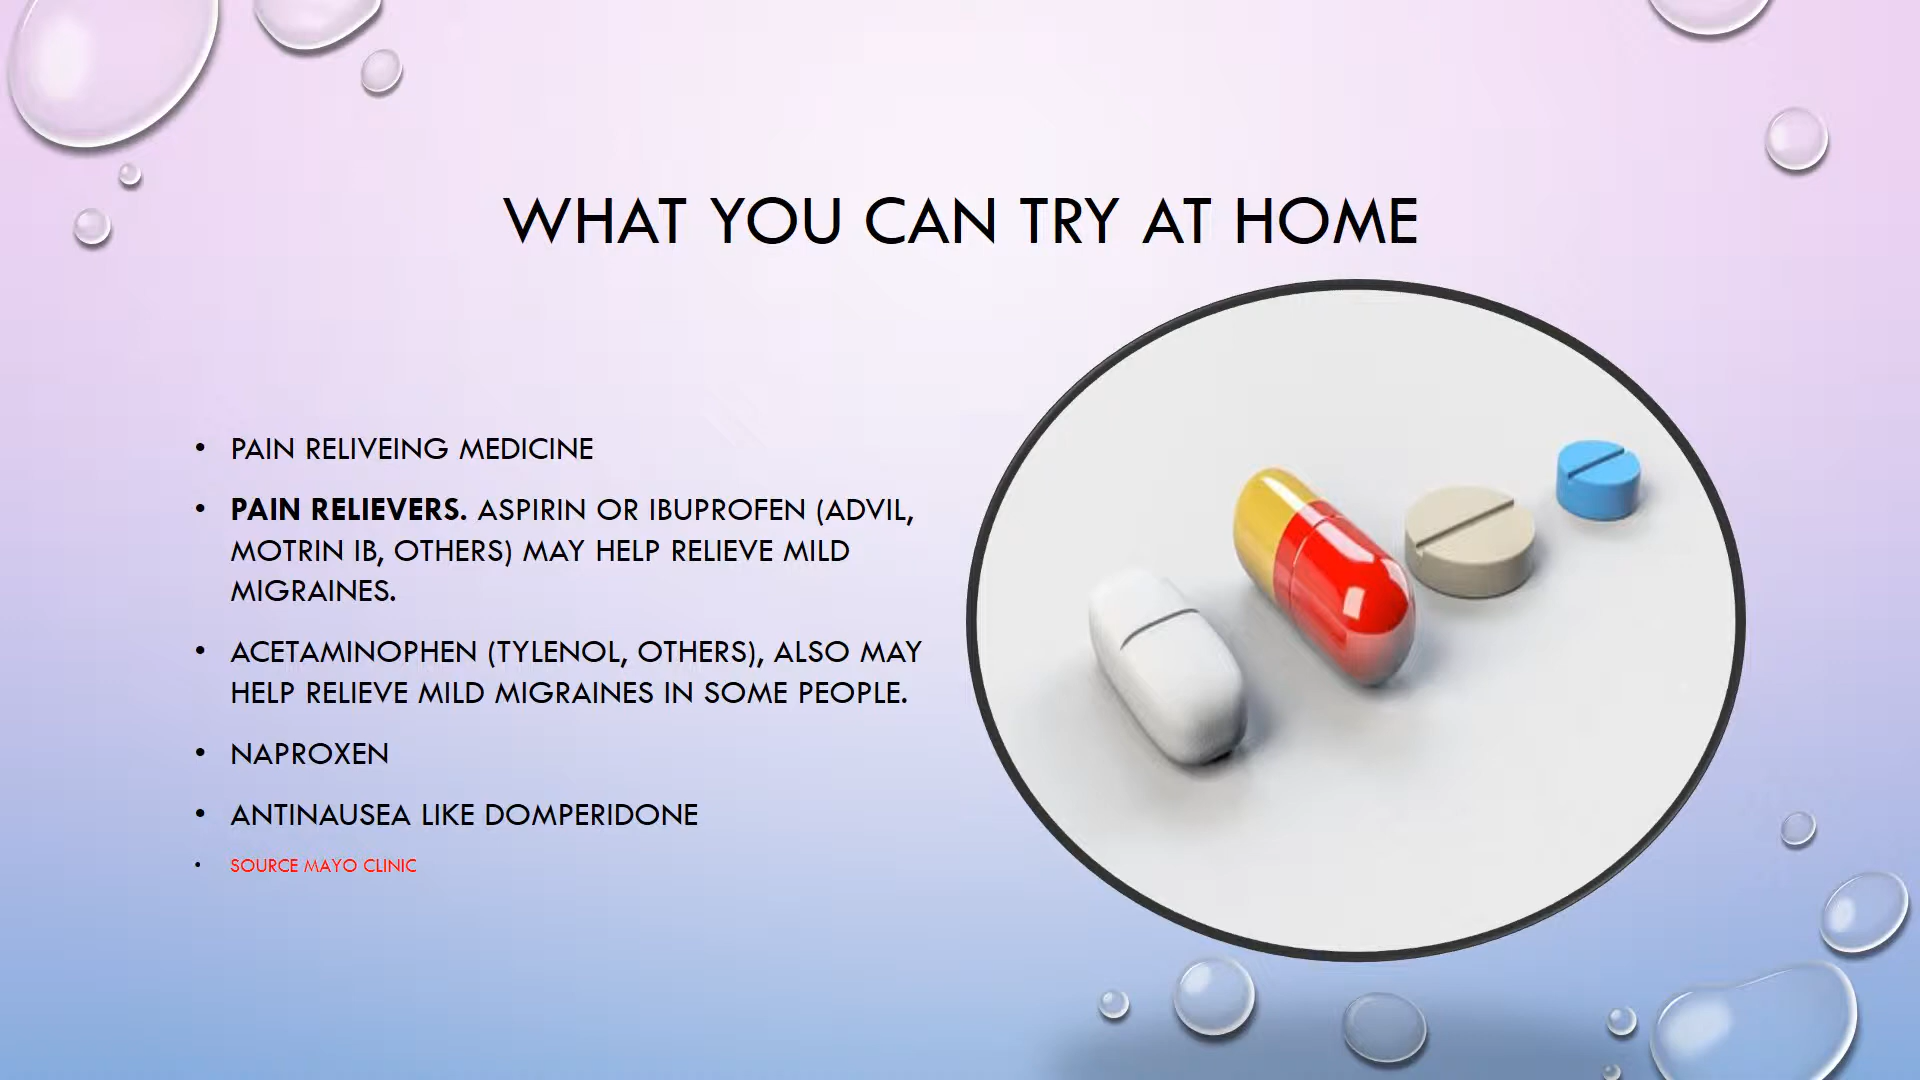 WHAT YOU CAN TRY AT HOME
• PAIN RELIVEING MEDICINE
• PAIN RELIEVERS. ASPIRIN OR IBUPROFEN (ADVIL,
MOTRIN IB, OTHERS) MAY HELP RELIEVE MILD
MIGRAINES.
• ACETAMINOPHEN (TYLENOL, OTHERS), ALSO MAY
HELP RELIEVE MILD MIGRAINES IN SOME PEOPLE.
• NAPROXEN
• ANTINAUSEA LIKE DOMPERIDONE
• SOURCE MAYO CLINIC